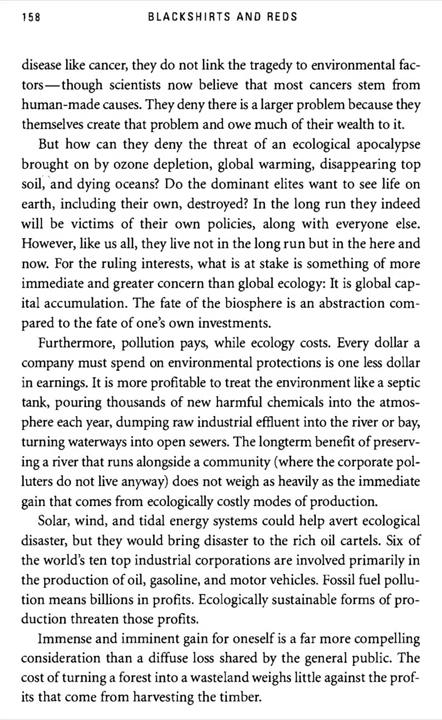 158 BLACKSHIRTS AND REDS
disease like cancer, they do not link the tragedy to environmental fac-
tors—though scientists now believe that most cancers stem from
human-made causes. They deny there is a larger problem because they
themselves create that problem and owe much of their wealth to it.
But how can they deny the threat of an ecological apocalypse
brought on by ozone depletion, global warming, disappearing top
soil, and dying oceans? Do the dominant elites want to see life on
earth, including their own, destroyed? In the long run they indeed
will be victims of their own policies, along with everyone else.
However, like us all, they live not in the long run but in the here and
now. For the ruling interests, what is at stake is something of more
immediate and greater concern than global ecology: It is global cap-
ital accumulation. The fate of the biosphere is an abstraction com-
pared to the fate of one's own investments.
Furthermore, pollution pays, while ecology costs. Every dollar a
company must spend on environmental protections is one less dollar
in earnings. It is more profitable to treat the environment like a septic
tank, pouring thousands of new harmful chemicals into the atmos-
phere each year, dumping raw industrial effluent into the river or bay,
turning waterways into open sewers. The longterm benefit of preserv-
ing a river that runs alongside a community (where the corporate pol-
luters do not live anyway) does not weigh as heavily as the immediate
gain that comes from ecologically costly modes of production.
Solar, wind, and tidal energy systems could help avert ecological
disaster, but they would bring disaster to the rich oil cartels. Six of
the world's ten top industrial corporations are involved primarily in
the production of oil, gasoline, and motor vehicles. Fossil fuel pollu-
tion means billions in profits. Ecologically sustainable forms of pro-
duction threaten those profits.
Immense and imminent gain for oneself is a far more compelling
consideration than a diffuse loss shared by the general public. The
cost of turning a forest into a wasteland weighs little against the prof-
its that come from harvesting the timber.